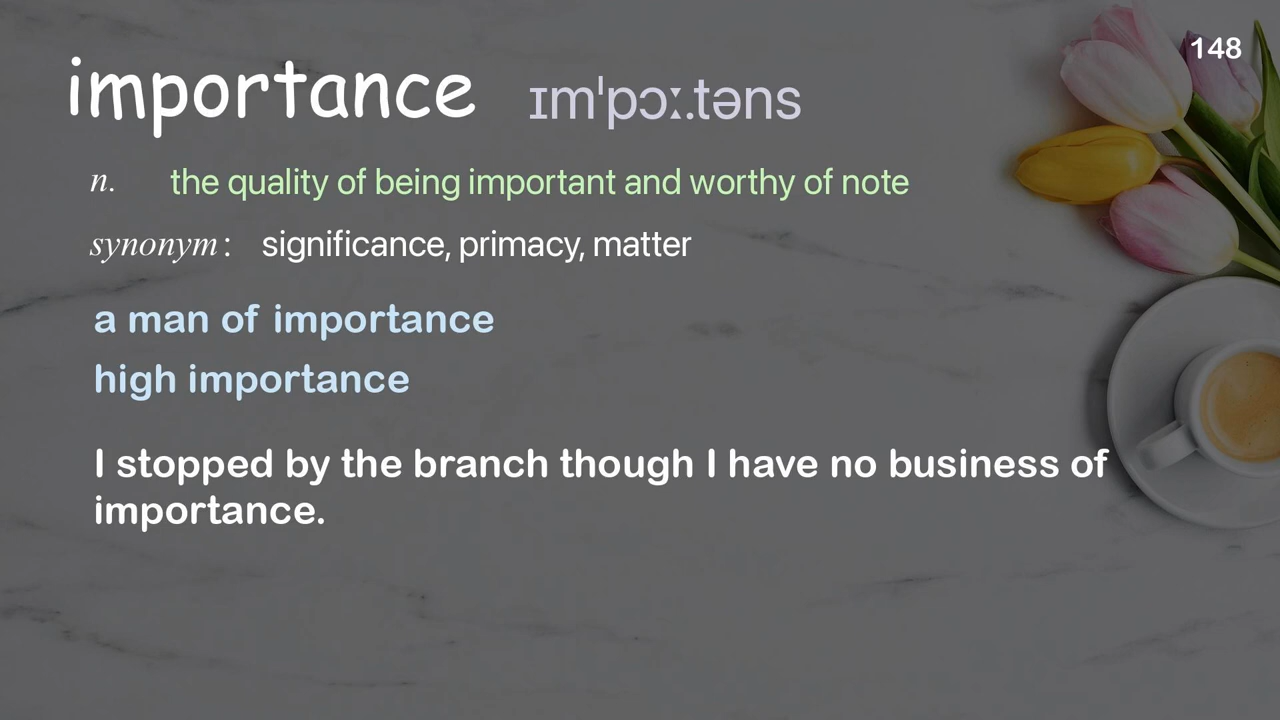 148
importance ɪmˈpɔː.təns
n. the quality of being important and worthy of note
synonym: significance, primacy, matter
a man of importance
high importance
I stopped by the branch though I have no business of
importance.